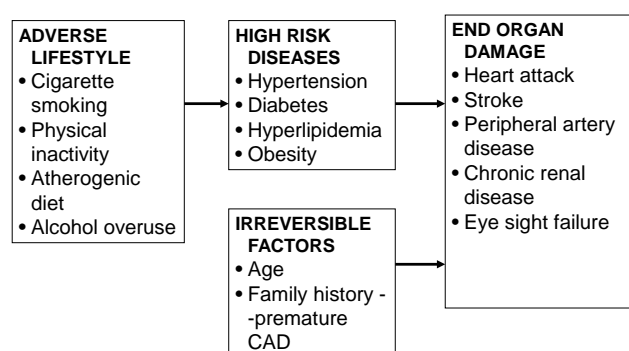 ADVERSE
LIFESTYLE
• Cigarette
smoking
• Physical
inactivity
• Atherogenic
diet
• Alcohol overuse
HIGH RISK
DISEASES
• Hypertension
• Diabetes
• Hyperlipidemia
• Obesity
IRREVERSIBLE
FACTORS
• Age
• Family history -
-premature
CAD
END ORGAN
DAMAGE
• Heart attack
• Stroke
• Peripheral artery
disease
• Chronic renal
disease
• Eye sight failure